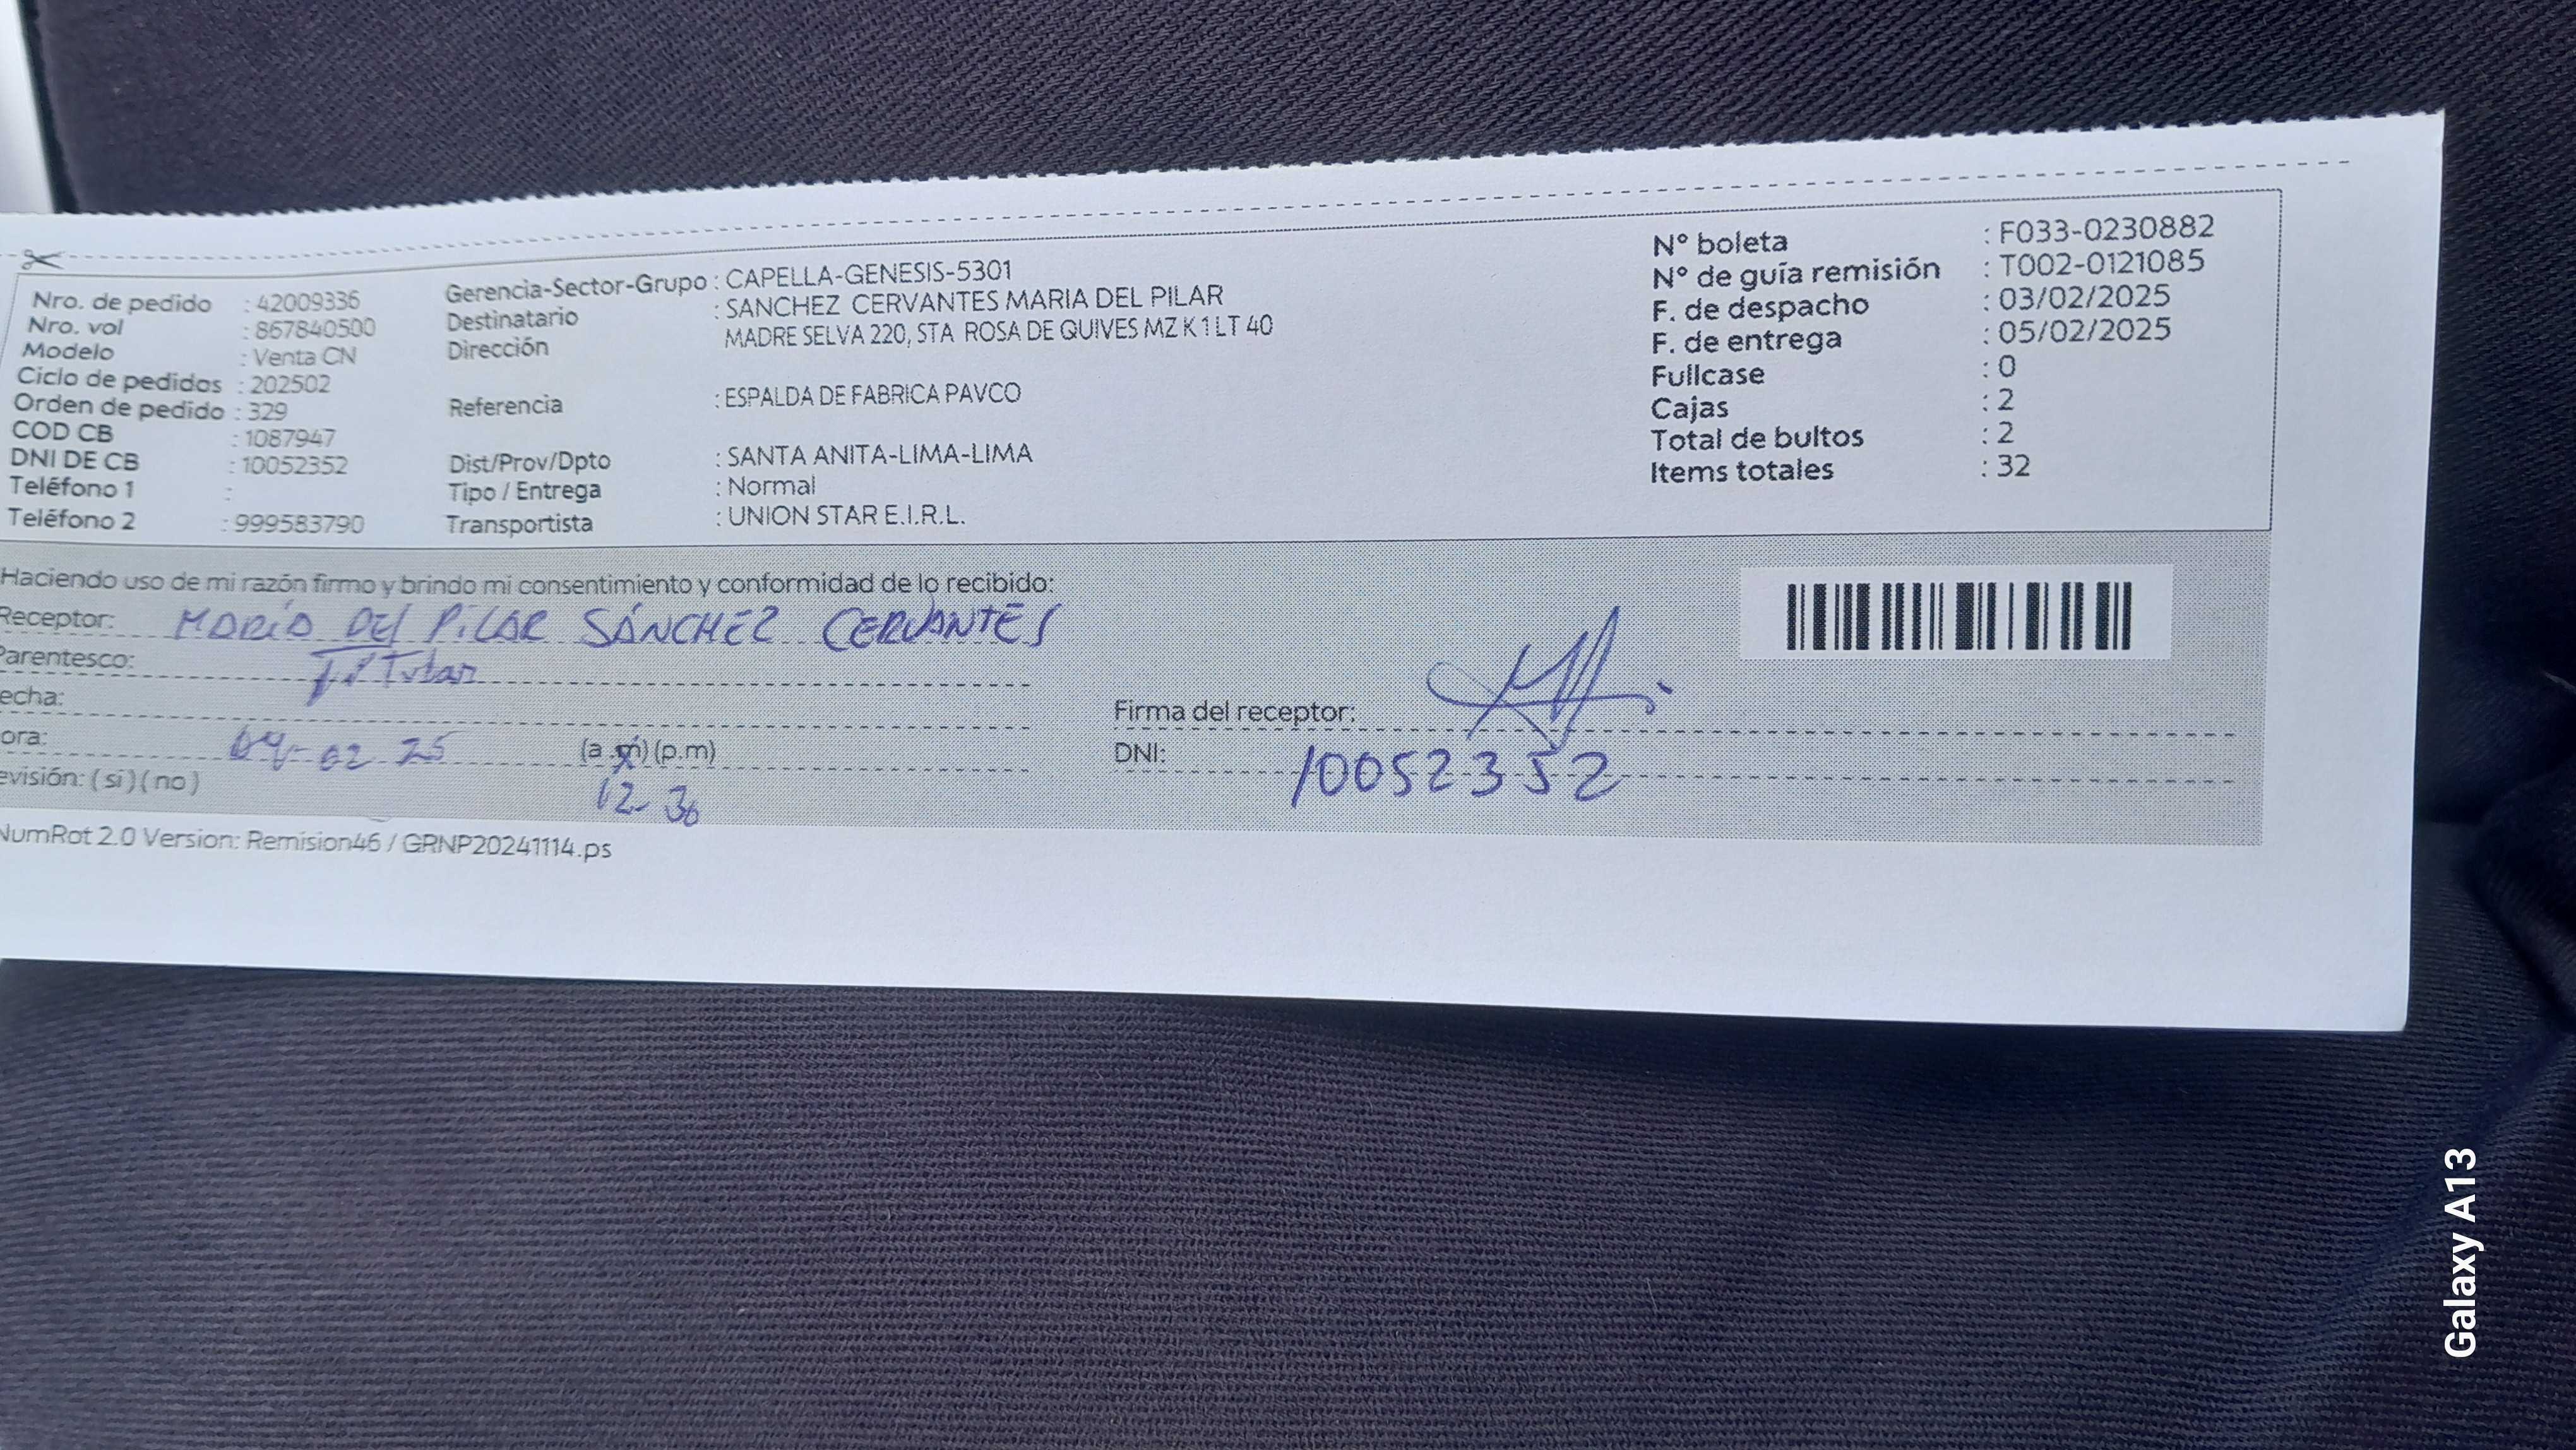 Nro. de pedido : 42009336
Nro. vol : 867840500
Modelo : Venta CN
Ciclo de pedidos : 202502
Orden de pedido : 329
COD CB : 1087947
DNI DE CB : 10052352
Teléfono 1 :
Teléfono 2 : 999583790
Gerencia-Sector-Grupo : CAPELLA-GENESIS-5301
Destinatario : SANCHEZ CERVANTES MARIA DEL PILAR
Dirección MADRE SELVA 220, STA ROSA DE QUIVES MZ K 1 LT 40
Referencia : ESPALDA DE FABRICA PAVCO
Dist/Prov/Dpto : SANTA ANITA-LIMA-LIMA
Tipo / Entrega : Normal
Transportista : UNION STAR E.I.R.L.
N° boleta : F033-0230882
N° de guía remisión : T002-0121085
F. de despacho : 03/02/2025
F. de entrega : 05/02/2025
Fullcase : 0
Cajas : 2
Total de bultos : 2
Items totales : 32
Haciendo uso de mi razón firmo y brindo mi consentimiento y conformidad de lo recibido:
Receptor: MARÍA DEL PILAR SÁNCHEZ CERVANTES
Parentesco: Titular
echa:
ora: 04-02 25 (a.m) (p.m)
12-30
evisión: ( si ) ( no )
Firma del receptor:
DNI: 10052352
NumRot 2.0 Version: Remision46 / GRNP20241114.ps
Galaxy A13